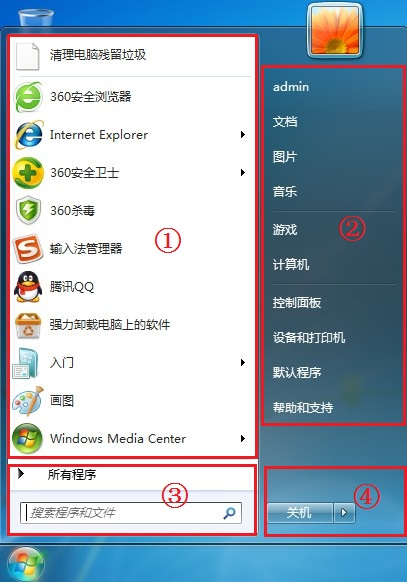 清理电脑残留垃圾
360安全浏览器
Internet Explorer
360安全卫士
360杀毒
①
输入法管理器
腾讯QQ
强力卸载电脑上的软件
入门
画图
Windows Media Center
所有程序
③
搜索程序和文件
admin
文档
图片
音乐
游戏
②
计算机
控制面板
设备和打印机
默认程序
帮助和支持
④
关机